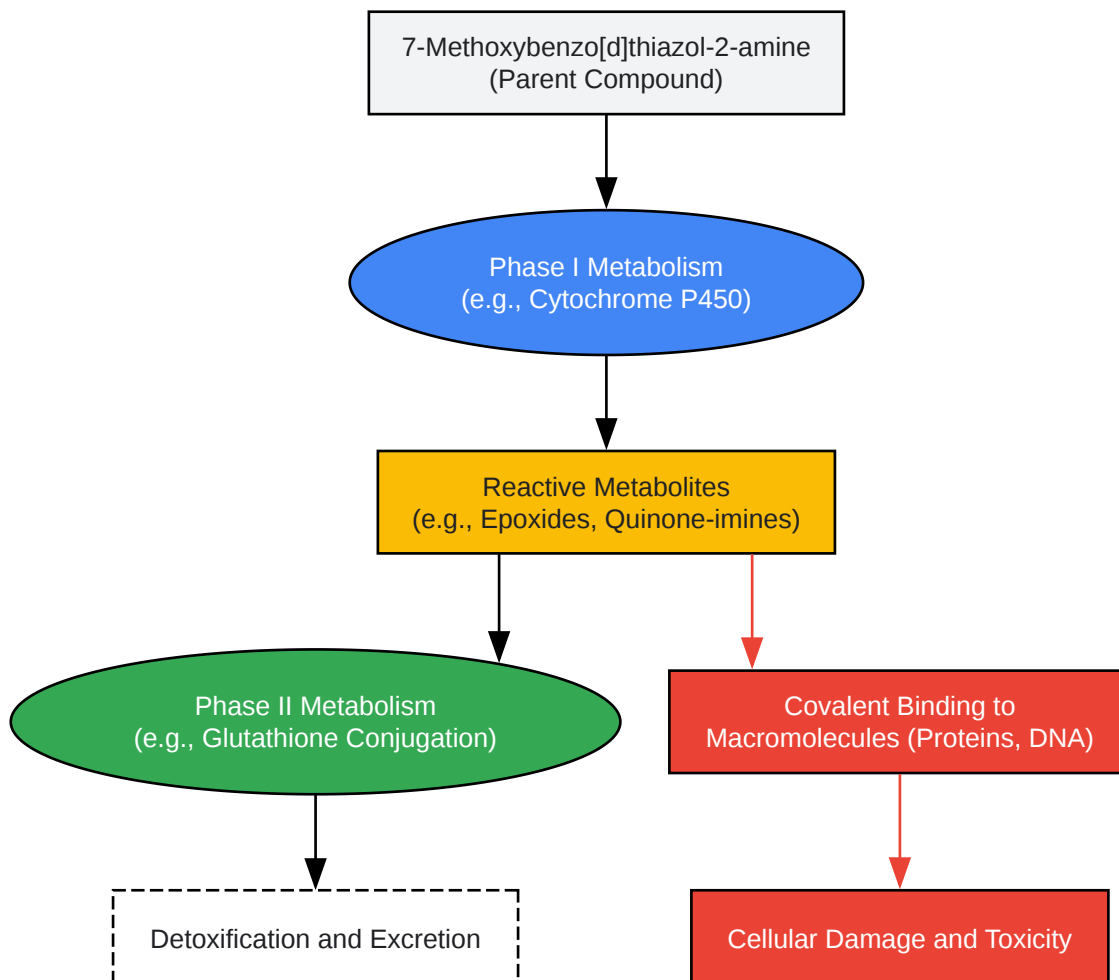 7-Methoxybenzo[d]thiazol-2-amine
(Parent Compound)
Phase I Metabolism
(e.g., Cytochrome P450)
Reactive Metabolites
(e.g., Epoxides, Quinone-imines)
Phase II Metabolism
(e.g., Glutathione Conjugation)
Covalent Binding to
Macromolecules (Proteins, DNA)
Detoxification and Excretion
Cellular Damage and Toxicity